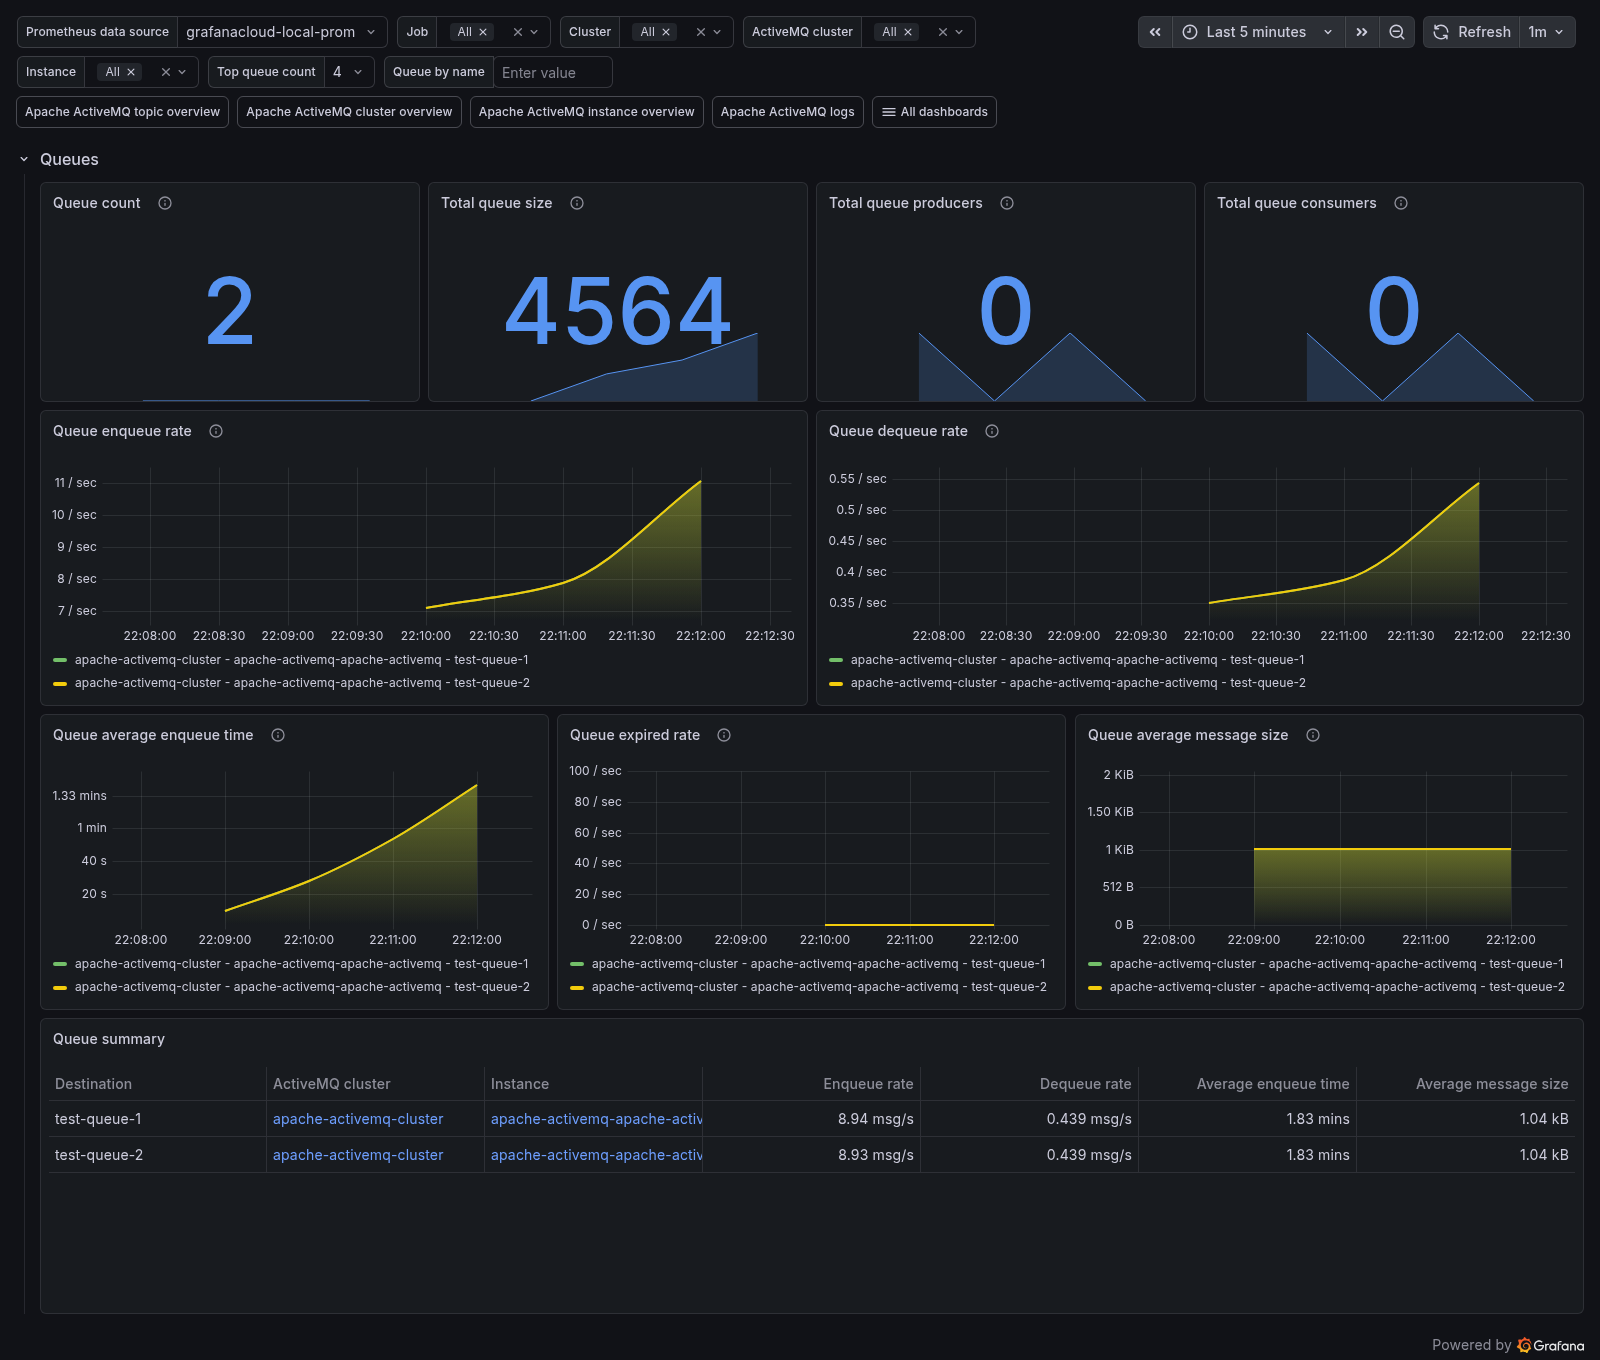 Prometheus data source grafanacloud-local-prom Job All Cluster All ActiveMQ cluster All Last 5 minutes Refresh 1m
Instance All Top queue count 4 Queue by name Enter value
Apache ActiveMQ topic overview Apache ActiveMQ cluster overview Apache ActiveMQ instance overview Apache ActiveMQ logs All dashboards
Queues
Queue count
2
Total queue size
4564
Total queue producers
0
Total queue consumers
0
Queue enqueue rate
11 / sec
10 / sec
9 / sec
8 / sec
7 / sec
22:08:00 22:08:30 22:09:00 22:09:30 22:10:00 22:10:30 22:11:00 22:11:30 22:12:00 22:12:30
apache-activemq-cluster - apache-activemq-apache-activemq - test-queue-1
apache-activemq-cluster - apache-activemq-apache-activemq - test-queue-2
Queue dequeue rate
0.55 / sec
0.5 / sec
0.45 / sec
0.4 / sec
0.35 / sec
22:08:00 22:08:30 22:09:00 22:09:30 22:10:00 22:10:30 22:11:00 22:11:30 22:12:00 22:12:30
apache-activemq-cluster - apache-activemq-apache-activemq - test-queue-1
apache-activemq-cluster - apache-activemq-apache-activemq - test-queue-2
Queue average enqueue time
1.33 mins
1 min
40 s
20 s
22:08:00 22:09:00 22:10:00 22:11:00 22:12:00
apache-activemq-cluster - apache-activemq-apache-activemq - test-queue-1
apache-activemq-cluster - apache-activemq-apache-activemq - test-queue-2
Queue expired rate
100 / sec
80 / sec
60 / sec
40 / sec
20 / sec
0 / sec
22:08:00 22:09:00 22:10:00 22:11:00 22:12:00
apache-activemq-cluster - apache-activemq-apache-activemq - test-queue-1
apache-activemq-cluster - apache-activemq-apache-activemq - test-queue-2
Queue average message size
2 KiB
1.50 KiB
1 KiB
512 B
0 B
22:08:00 22:09:00 22:10:00 22:11:00 22:12:00
apache-activemq-cluster - apache-activemq-apache-activemq - test-queue-1
apache-activemq-cluster - apache-activemq-apache-activemq - test-queue-2
Queue summary
Destination ActiveMQ cluster Instance Enqueue rate Dequeue rate Average enqueue time Average message size
test-queue-1 apache-activemq-cluster apache-activemq-apache-activ 8.94 msg/s 0.439 msg/s 1.83 mins 1.04 kB
test-queue-2 apache-activemq-cluster apache-activemq-apache-activ 8.93 msg/s 0.439 msg/s 1.83 mins 1.04 kB
Powered by Grafana